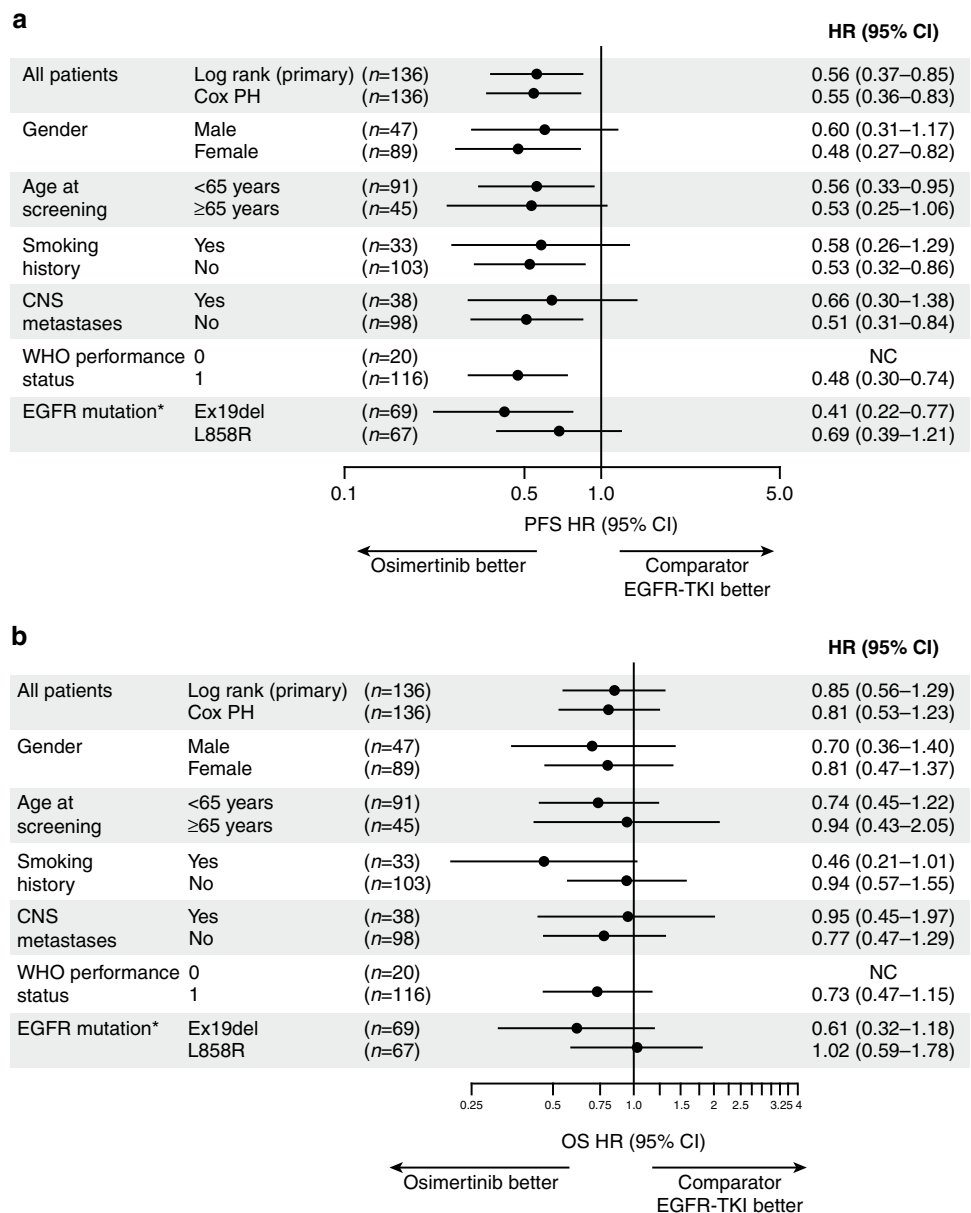 a
HR (95% CI)
All patients Log rank (primary) (n=136) 0.56 (0.37–0.85)
Cox PH (n=136) 0.55 (0.36–0.83)
Gender Male (n=47) 0.60 (0.31–1.17)
Female (n=89) 0.48 (0.27–0.82)
Age at <65 years (n=91) 0.56 (0.33–0.95)
screening ≥65 years (n=45) 0.53 (0.25–1.06)
Smoking Yes (n=33) 0.58 (0.26–1.29)
history No (n=103) 0.53 (0.32–0.86)
CNS Yes (n=38) 0.66 (0.30–1.38)
metastases No (n=98) 0.51 (0.31–0.84)
WHO performance 0 (n=20) NC
status 1 (n=116) 0.48 (0.30–0.74)
EGFR mutation* Ex19del (n=69) 0.41 (0.22–0.77)
L858R (n=67) 0.69 (0.39–1.21)
0.1 0.5 1.0 5.0
PFS HR (95% CI)
Osimertinib better Comparator
EGFR-TKI better
b
HR (95% CI)
All patients Log rank (primary) (n=136) 0.85 (0.56–1.29)
Cox PH (n=136) 0.81 (0.53–1.23)
Gender Male (n=47) 0.70 (0.36–1.40)
Female (n=89) 0.81 (0.47–1.37)
Age at <65 years (n=91) 0.74 (0.45–1.22)
screening ≥65 years (n=45) 0.94 (0.43–2.05)
Smoking Yes (n=33) 0.46 (0.21–1.01)
history No (n=103) 0.94 (0.57–1.55)
CNS Yes (n=38) 0.95 (0.45–1.97)
metastases No (n=98) 0.77 (0.47–1.29)
WHO performance 0 (n=20) NC
status 1 (n=116) 0.73 (0.47–1.15)
EGFR mutation* Ex19del (n=69) 0.61 (0.32–1.18)
L858R (n=67) 1.02 (0.59–1.78)
0.25 0.5 0.75 1.0 1.5 2 2.5 3.25 4
OS HR (95% CI)
Osimertinib better Comparator
EGFR-TKI better